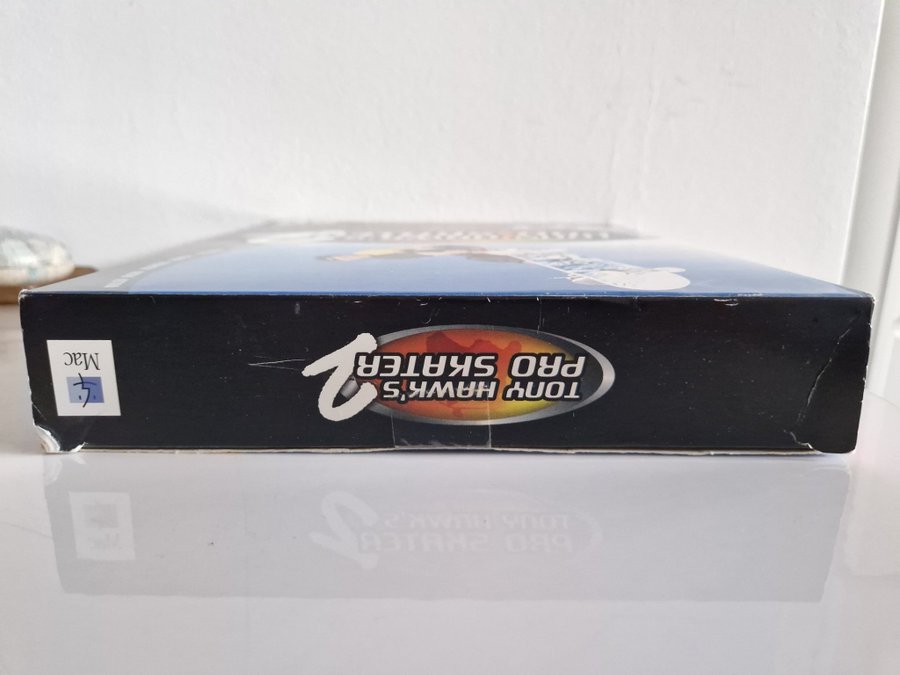 TONY HAWK'S
PRO SKATER 2
Mac